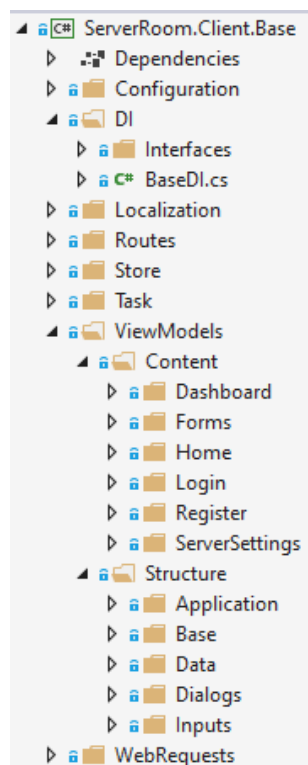 C# ServerRoom.Client.Base
Dependencies
Configuration
DI
Interfaces
C# BaseDI.cs
Localization
Routes
Store
Task
ViewModels
Content
Dashboard
Forms
Home
Login
Register
ServerSettings
Structure
Application
Base
Data
Dialogs
Inputs
WebRequests